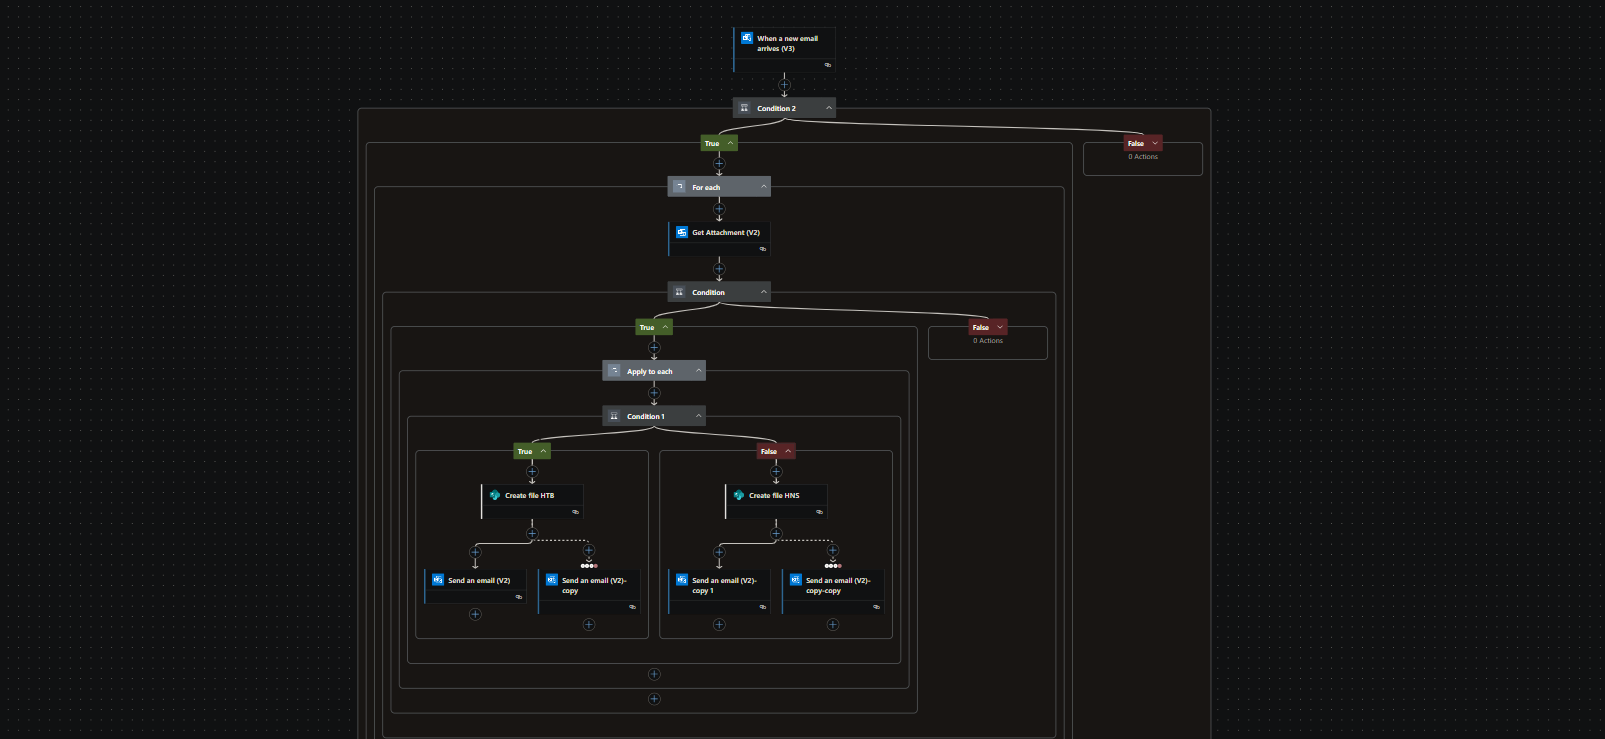 When a new email
arrives (V3)
Condition 2
True
False
0 Actions
For each
Get Attachment (V2)
Condition
True
False
0 Actions
Apply to each
Condition 1
True
False
Create file HTB
Create file HNS
Send an email (V2)
Send an email (V2)-
copy
Send an email (V2)-
copy 1
Send an email (V2)-
copy-copy